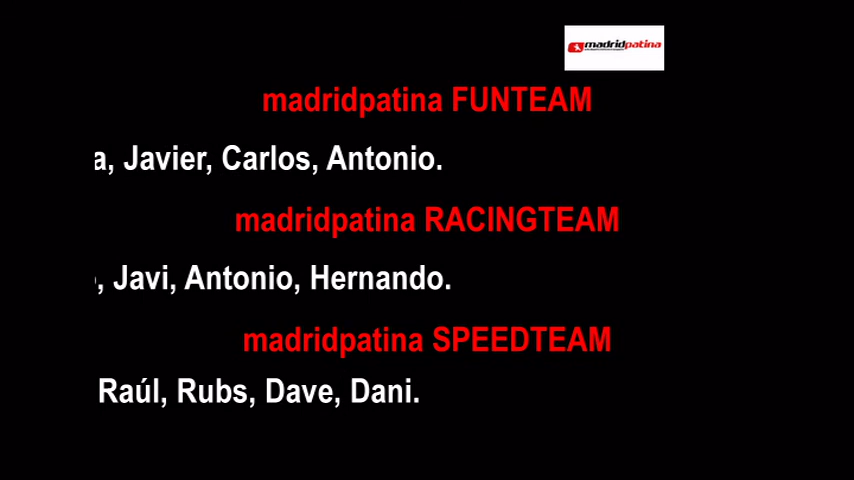 madridpatina
madridpatina FUNTEAM
a, Javier, Carlos, Antonio.
madridpatina RACINGTEAM
, Javi, Antonio, Hernando.
madridpatina SPEEDTEAM
Raúl, Rubs, Dave, Dani.